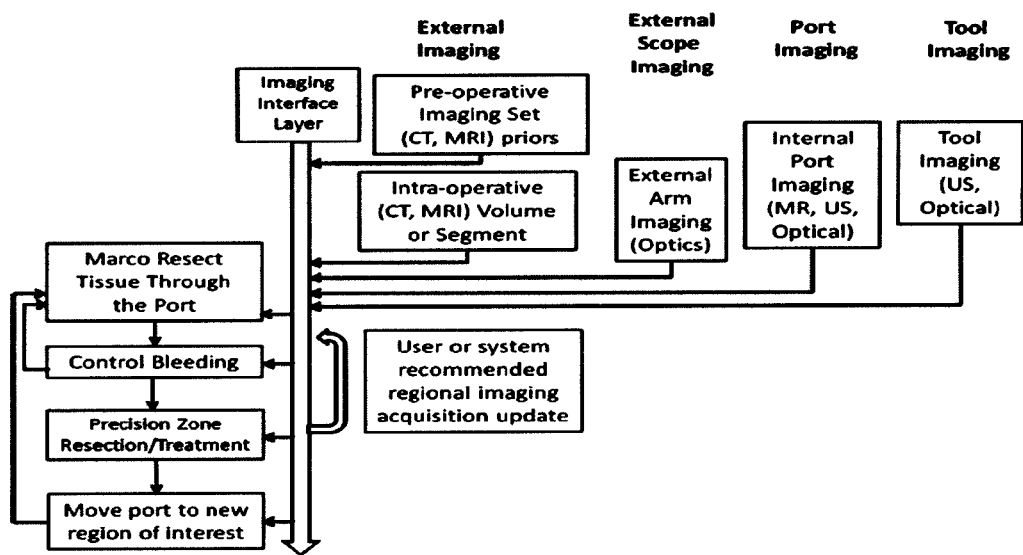 External
Imaging
External
Scope
Imaging
Port
Imaging
Tool
Imaging
Imaging
Interface
Layer
Pre-operative
Imaging Set
(CT, MRI) priors
Intra-operative
(CT, MRI) Volume
or Segment
External
Arm
Imaging
(Optics)
Internal
Port
Imaging
(MR, US,
Optical)
Tool
Imaging
(US,
Optical)
Marco Resect
Tissue Through
the Port
Control Bleeding
Precision Zone
Resection/Treatment
Move port to new
region of interest
User or system
recommended
regional imaging
acquisition update